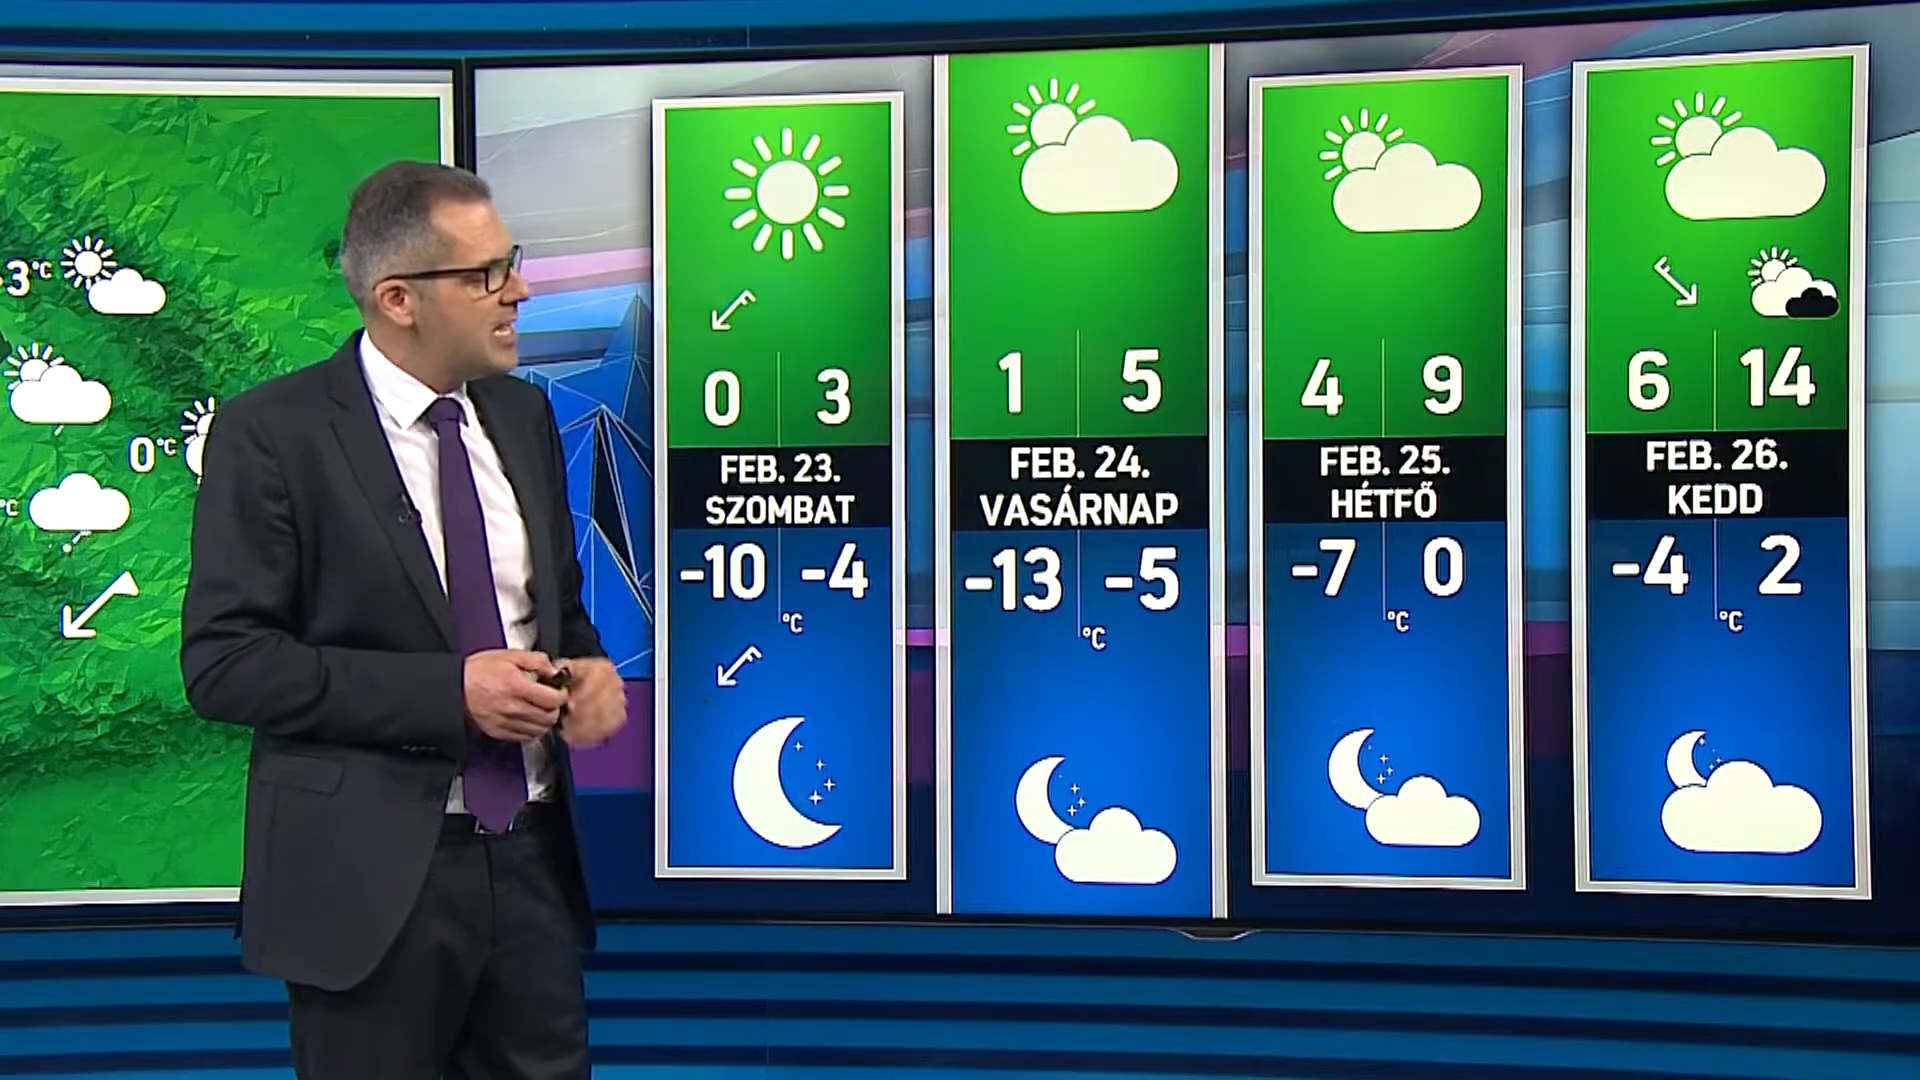 -3°C
0°C
°C
0 3
FEB. 23.
SZOMBAT
-10 -4
°C
1 5
FEB. 24.
VASÁRNAP
-13 -5
°C
4 9
FEB. 25.
HÉTFŐ
-7 0
°C
6 14
FEB. 26.
KEDD
-4 2
°C